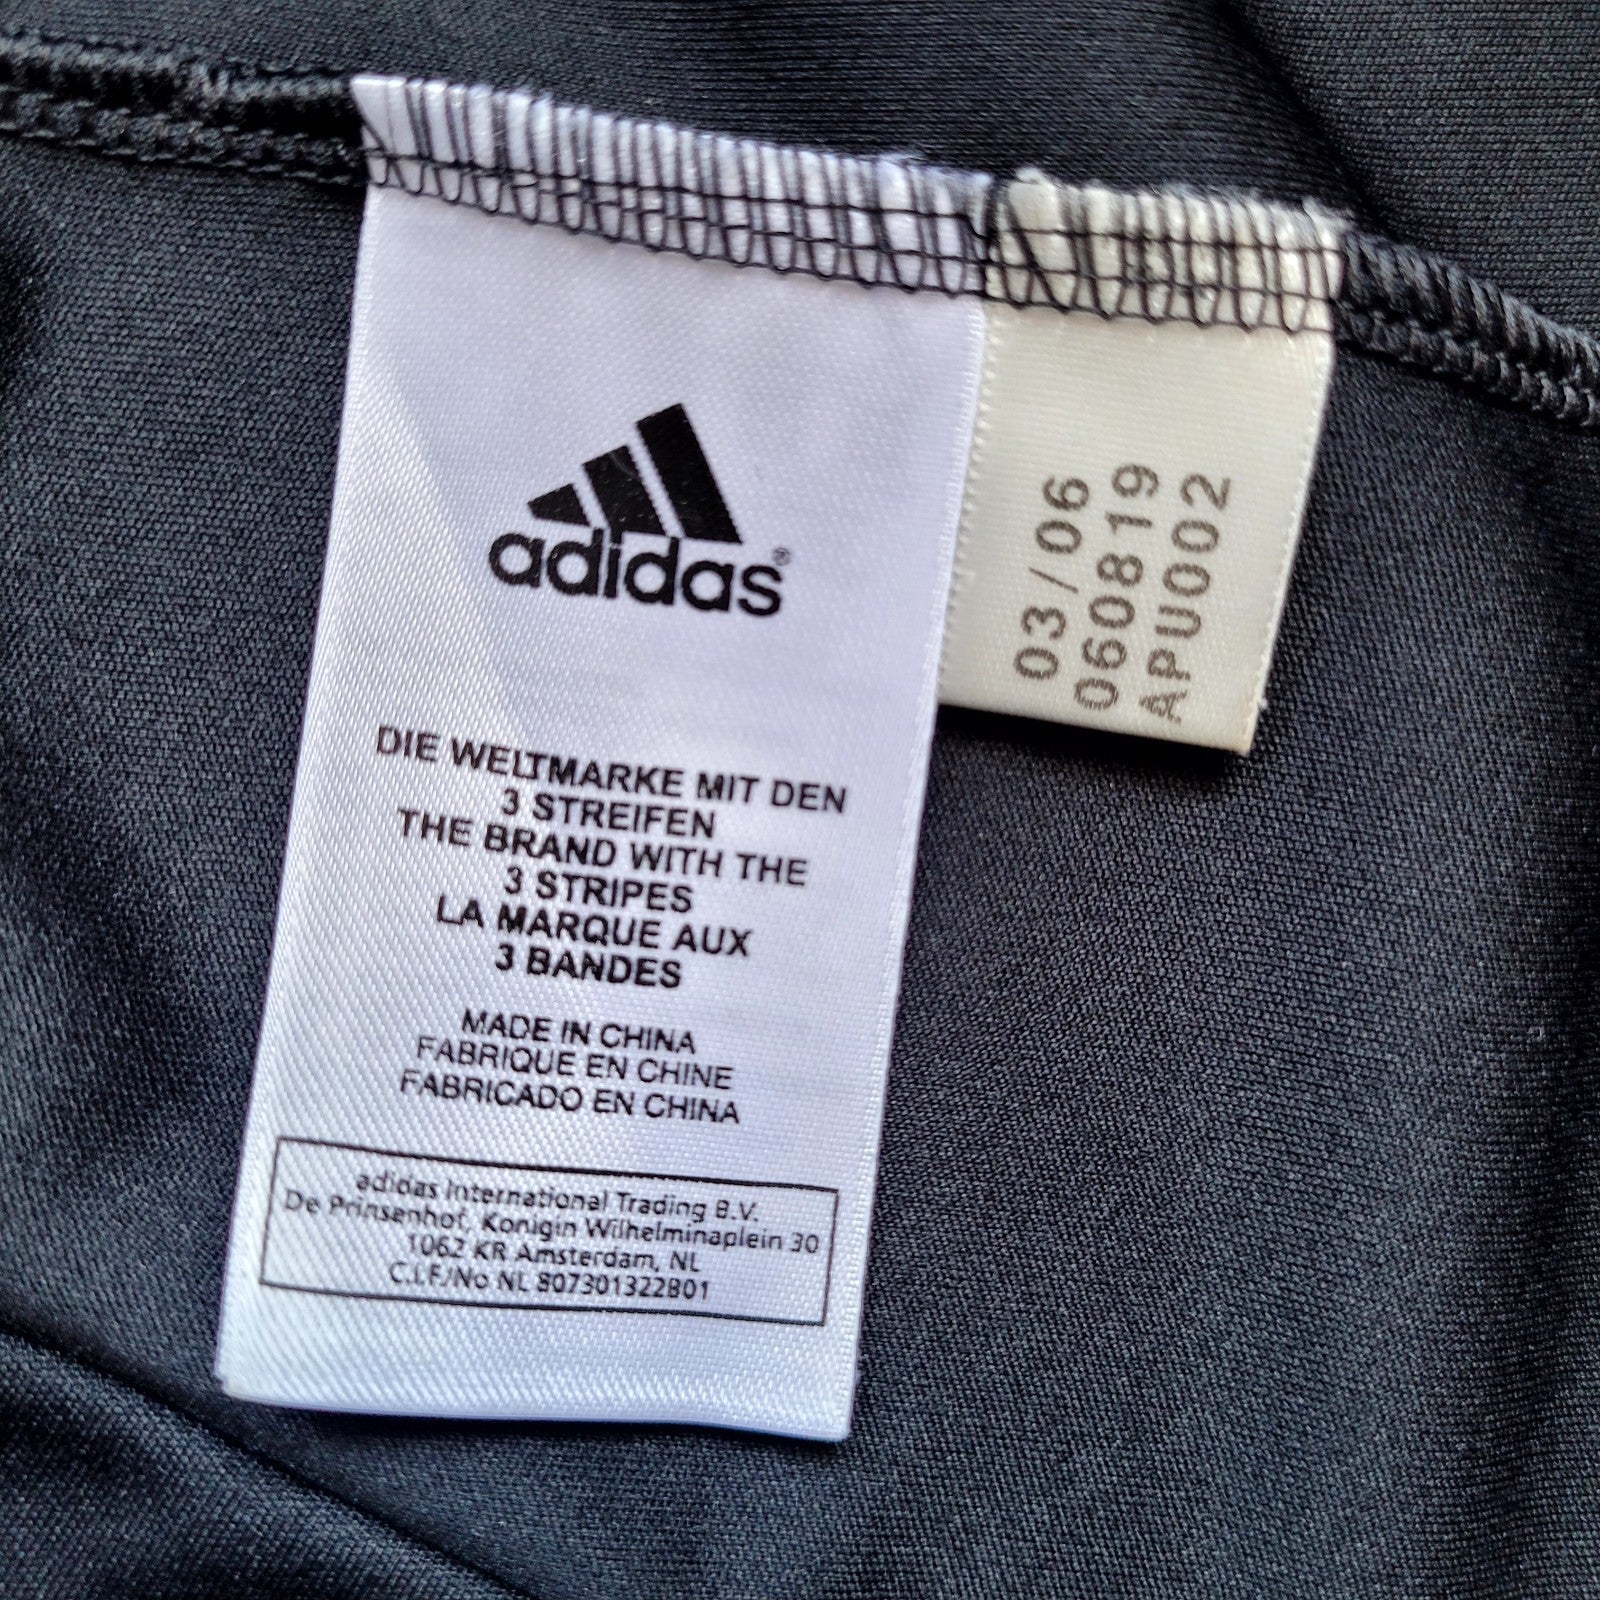 adidas®
DIE WELTMARKE MIT DEN
3 STREIFEN
THE BRAND WITH THE
3 STRIPES
LA MARQUE AUX
3 BANDES
MADE IN CHINA
FABRIQUE EN CHINE
FABRICADO EN CHINA
adidas International Trading B.V.
De Prinsenhof, Konigin Wilhelminaplein 30
1062 KR Amsterdam, NL
C.I.F./No NL 807301322B01
03/06
060819
APU002